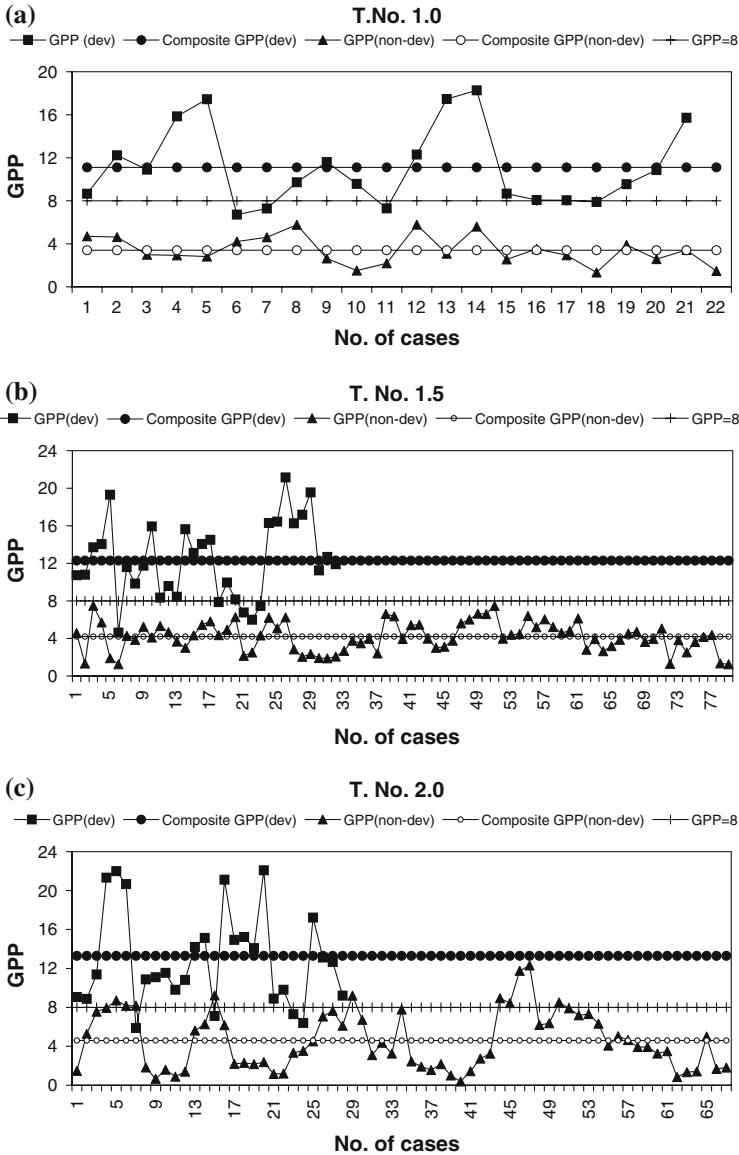 (a)
T.No. 1.0
GPP (dev) Composite GPP(dev) GPP(non-dev) Composite GPP(non-dev) GPP=8
20
16
12
8
4
0
GPP
1 2 3 4 5 6 7 8 9 10 11 12 13 14 15 16 17 18 19 20 21 22
No. of cases
(b)
T. No. 1.5
GPP(dev) Composite GPP(dev) GPP(non-dev) Composite GPP(non-dev) GPP=8
24
20
16
12
8
4
0
GPP
1 5 9 13 17 21 25 29 33 37 41 45 49 53 57 61 65 69 73 77
No. of cases
(c)
T. No. 2.0
GPP(dev) Composite GPP(dev) GPP(non-dev) Composite GPP(non-dev) GPP=8
24
20
16
12
8
4
0
GPP
1 5 9 13 17 21 25 29 33 37 41 45 49 53 57 61 65
No. of cases